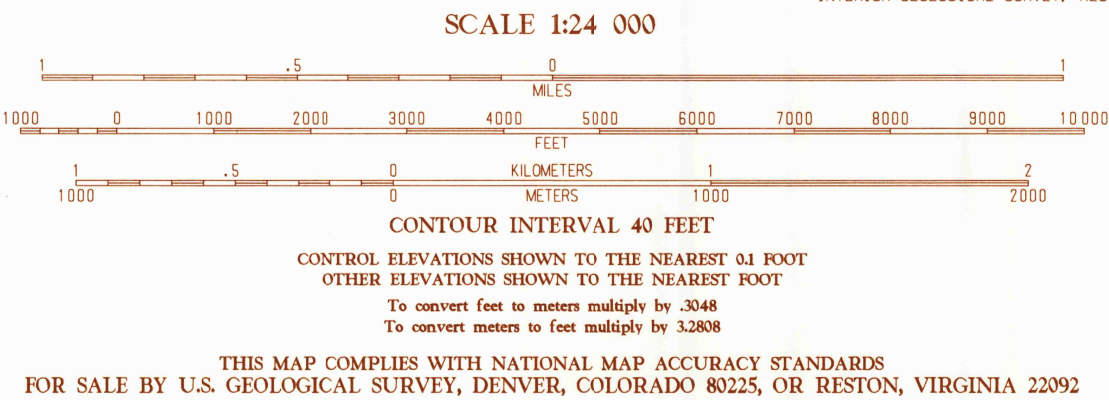 SCALE 1:24 000
1 .5 0 1
MILES
1000 0 1000 2000 3000 4000 5000 6000 7000 8000 9000 10 000
FEET
1 .5 0 KILOMETERS 1 2
1000 0 METERS 1000 2000
CONTOUR INTERVAL 40 FEET
CONTROL ELEVATIONS SHOWN TO THE NEAREST 0.1 FOOT
OTHER ELEVATIONS SHOWN TO THE NEAREST FOOT
To convert feet to meters multiply by .3048
To convert meters to feet multiply by 3.2808
THIS MAP COMPLIES WITH NATIONAL MAP ACCURACY STANDARDS
FOR SALE BY U.S. GEOLOGICAL SURVEY, DENVER, COLORADO 80225, OR RESTON, VIRGINIA 22092